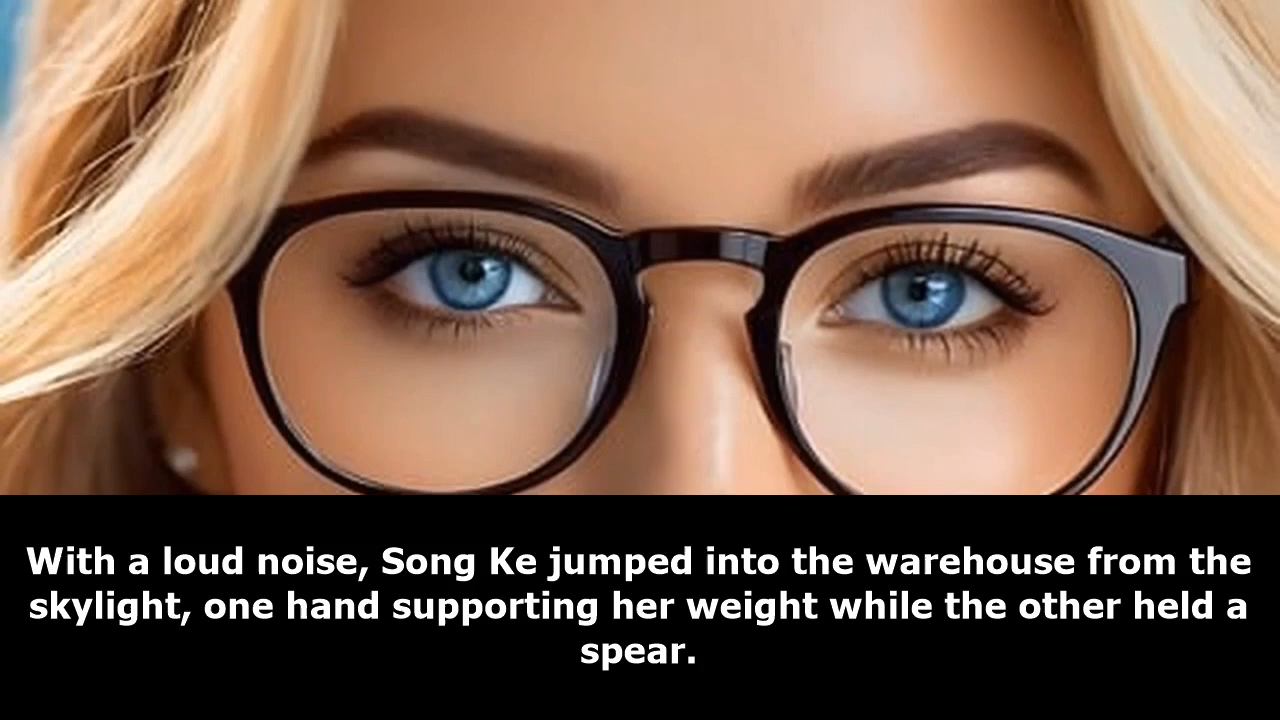 With a loud noise, Song Ke jumped into the warehouse from the
skylight, one hand supporting her weight while the other held a
spear.